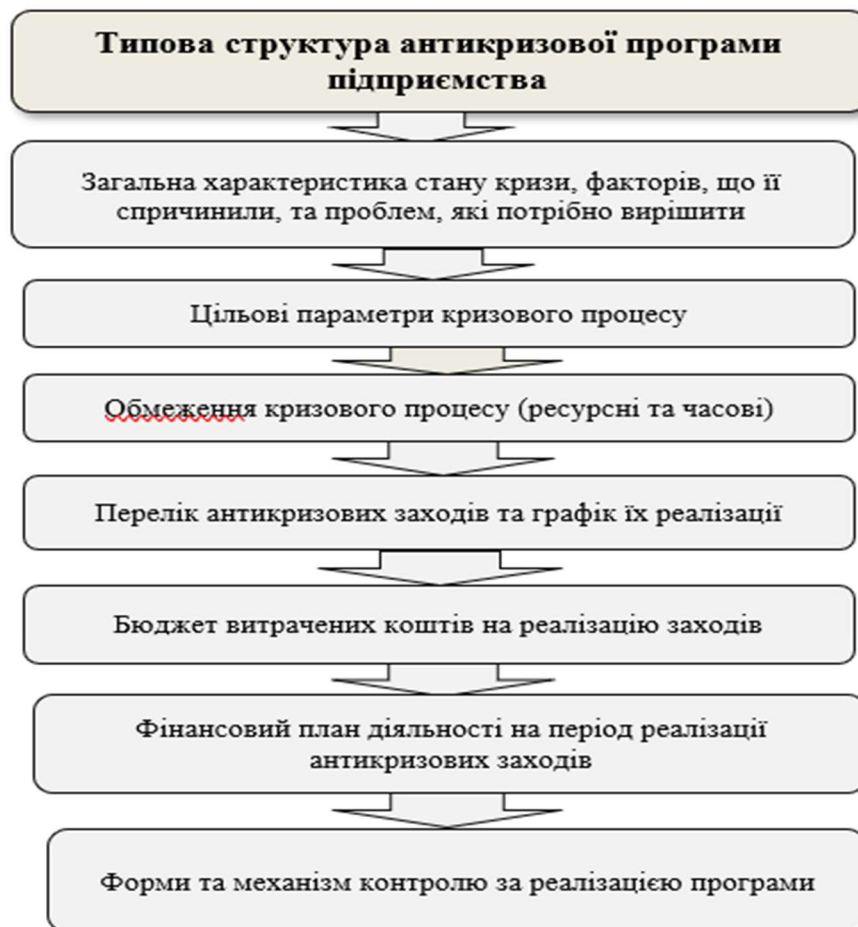 Типова структура антикризової програми
підприємства
Загальна характеристика стану кризи, факторів, що її
спричинили, та проблем, які потрібно вирішити
Цільові параметри кризового процесу
Обмеження кризового процесу (ресурсні та часові)
Перелік антикризових заходів та графік їх реалізації
Бюджет витрачених коштів на реалізацію заходів
Фінансовий план діяльності на період реалізації
антикризових заходів
Форми та механізм контролю за реалізацією програми